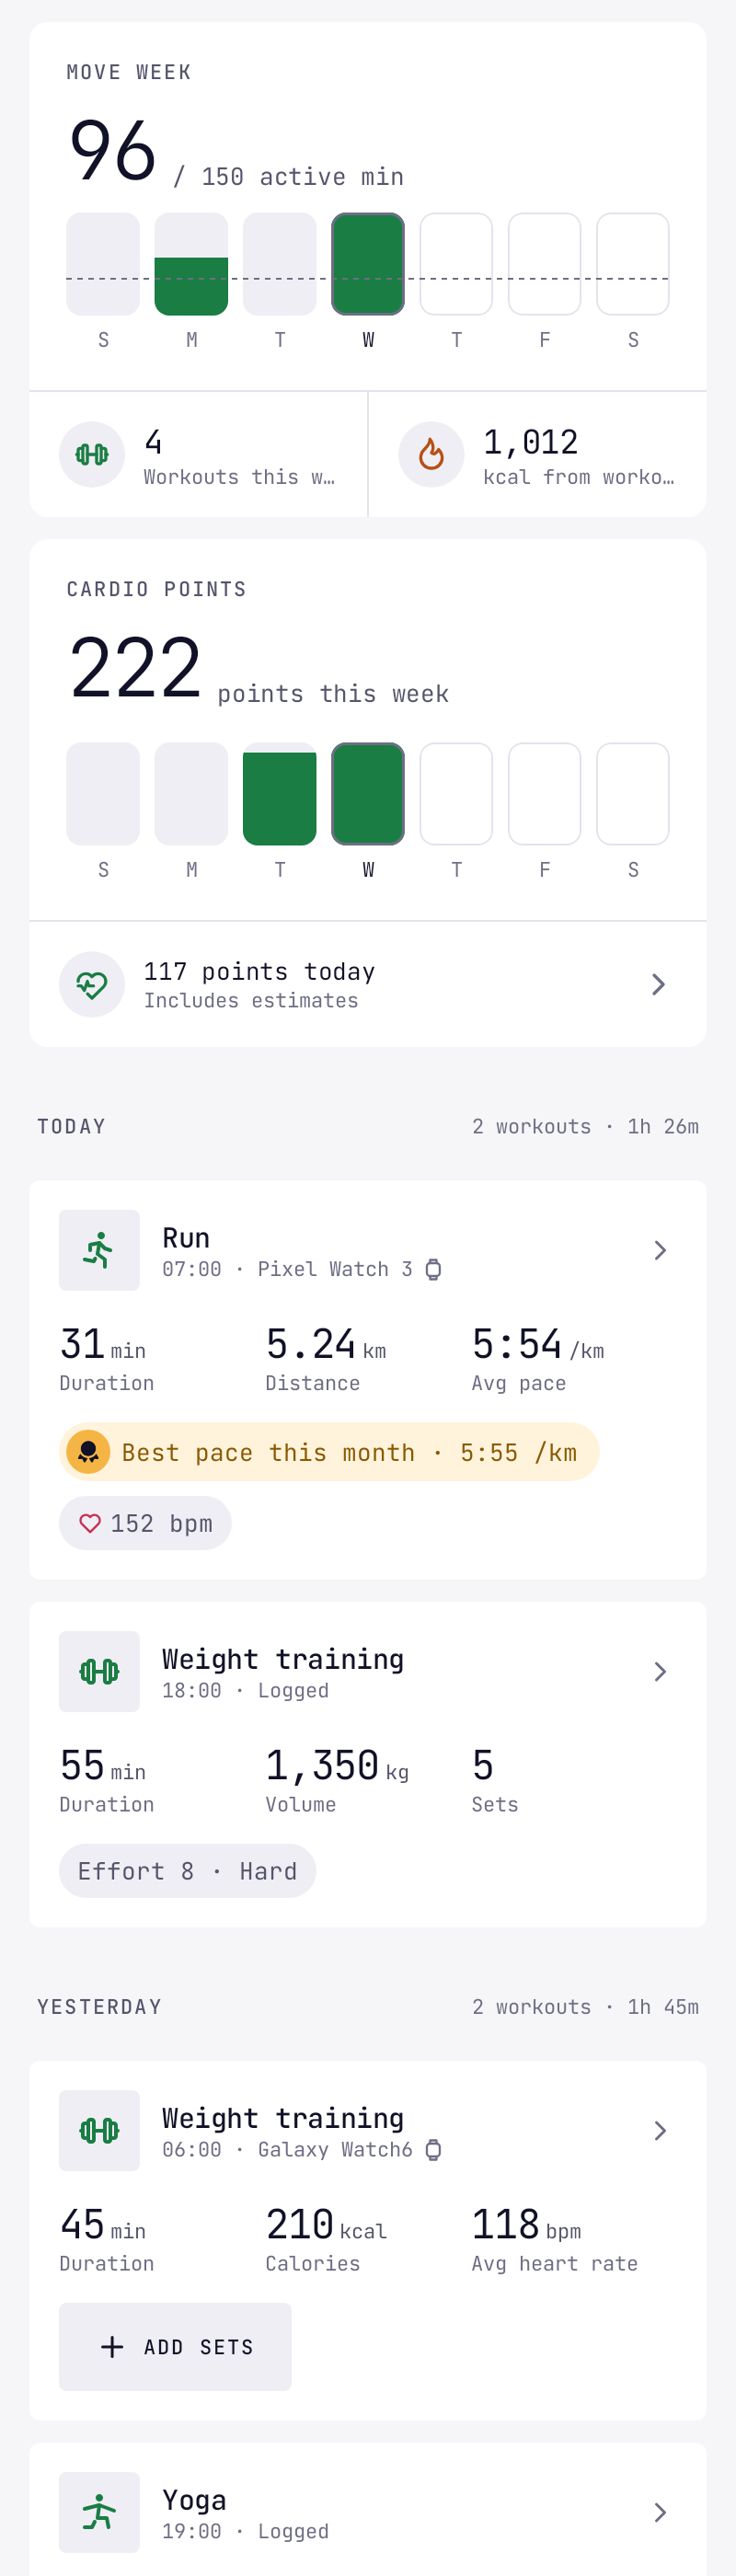 MOVE WEEK
96 / 150 active min
S M T W T F S
4
Workouts this w…
1,012
kcal from worko…
CARDIO POINTS
222 points this week
S M T W T F S
117 points today
Includes estimates
TODAY
2 workouts · 1h 26m
Run
07:00 · Pixel Watch 3
31 min
Duration
5.24 km
Distance
5:54 /km
Avg pace
Best pace this month · 5:55 /km
152 bpm
Weight training
18:00 · Logged
55 min
Duration
1,350 kg
Volume
5
Sets
Effort 8 · Hard
YESTERDAY
2 workouts · 1h 45m
Weight training
06:00 · Galaxy Watch6
45 min
Duration
210 kcal
Calories
118 bpm
Avg heart rate
ADD SETS
Yoga
19:00 · Logged